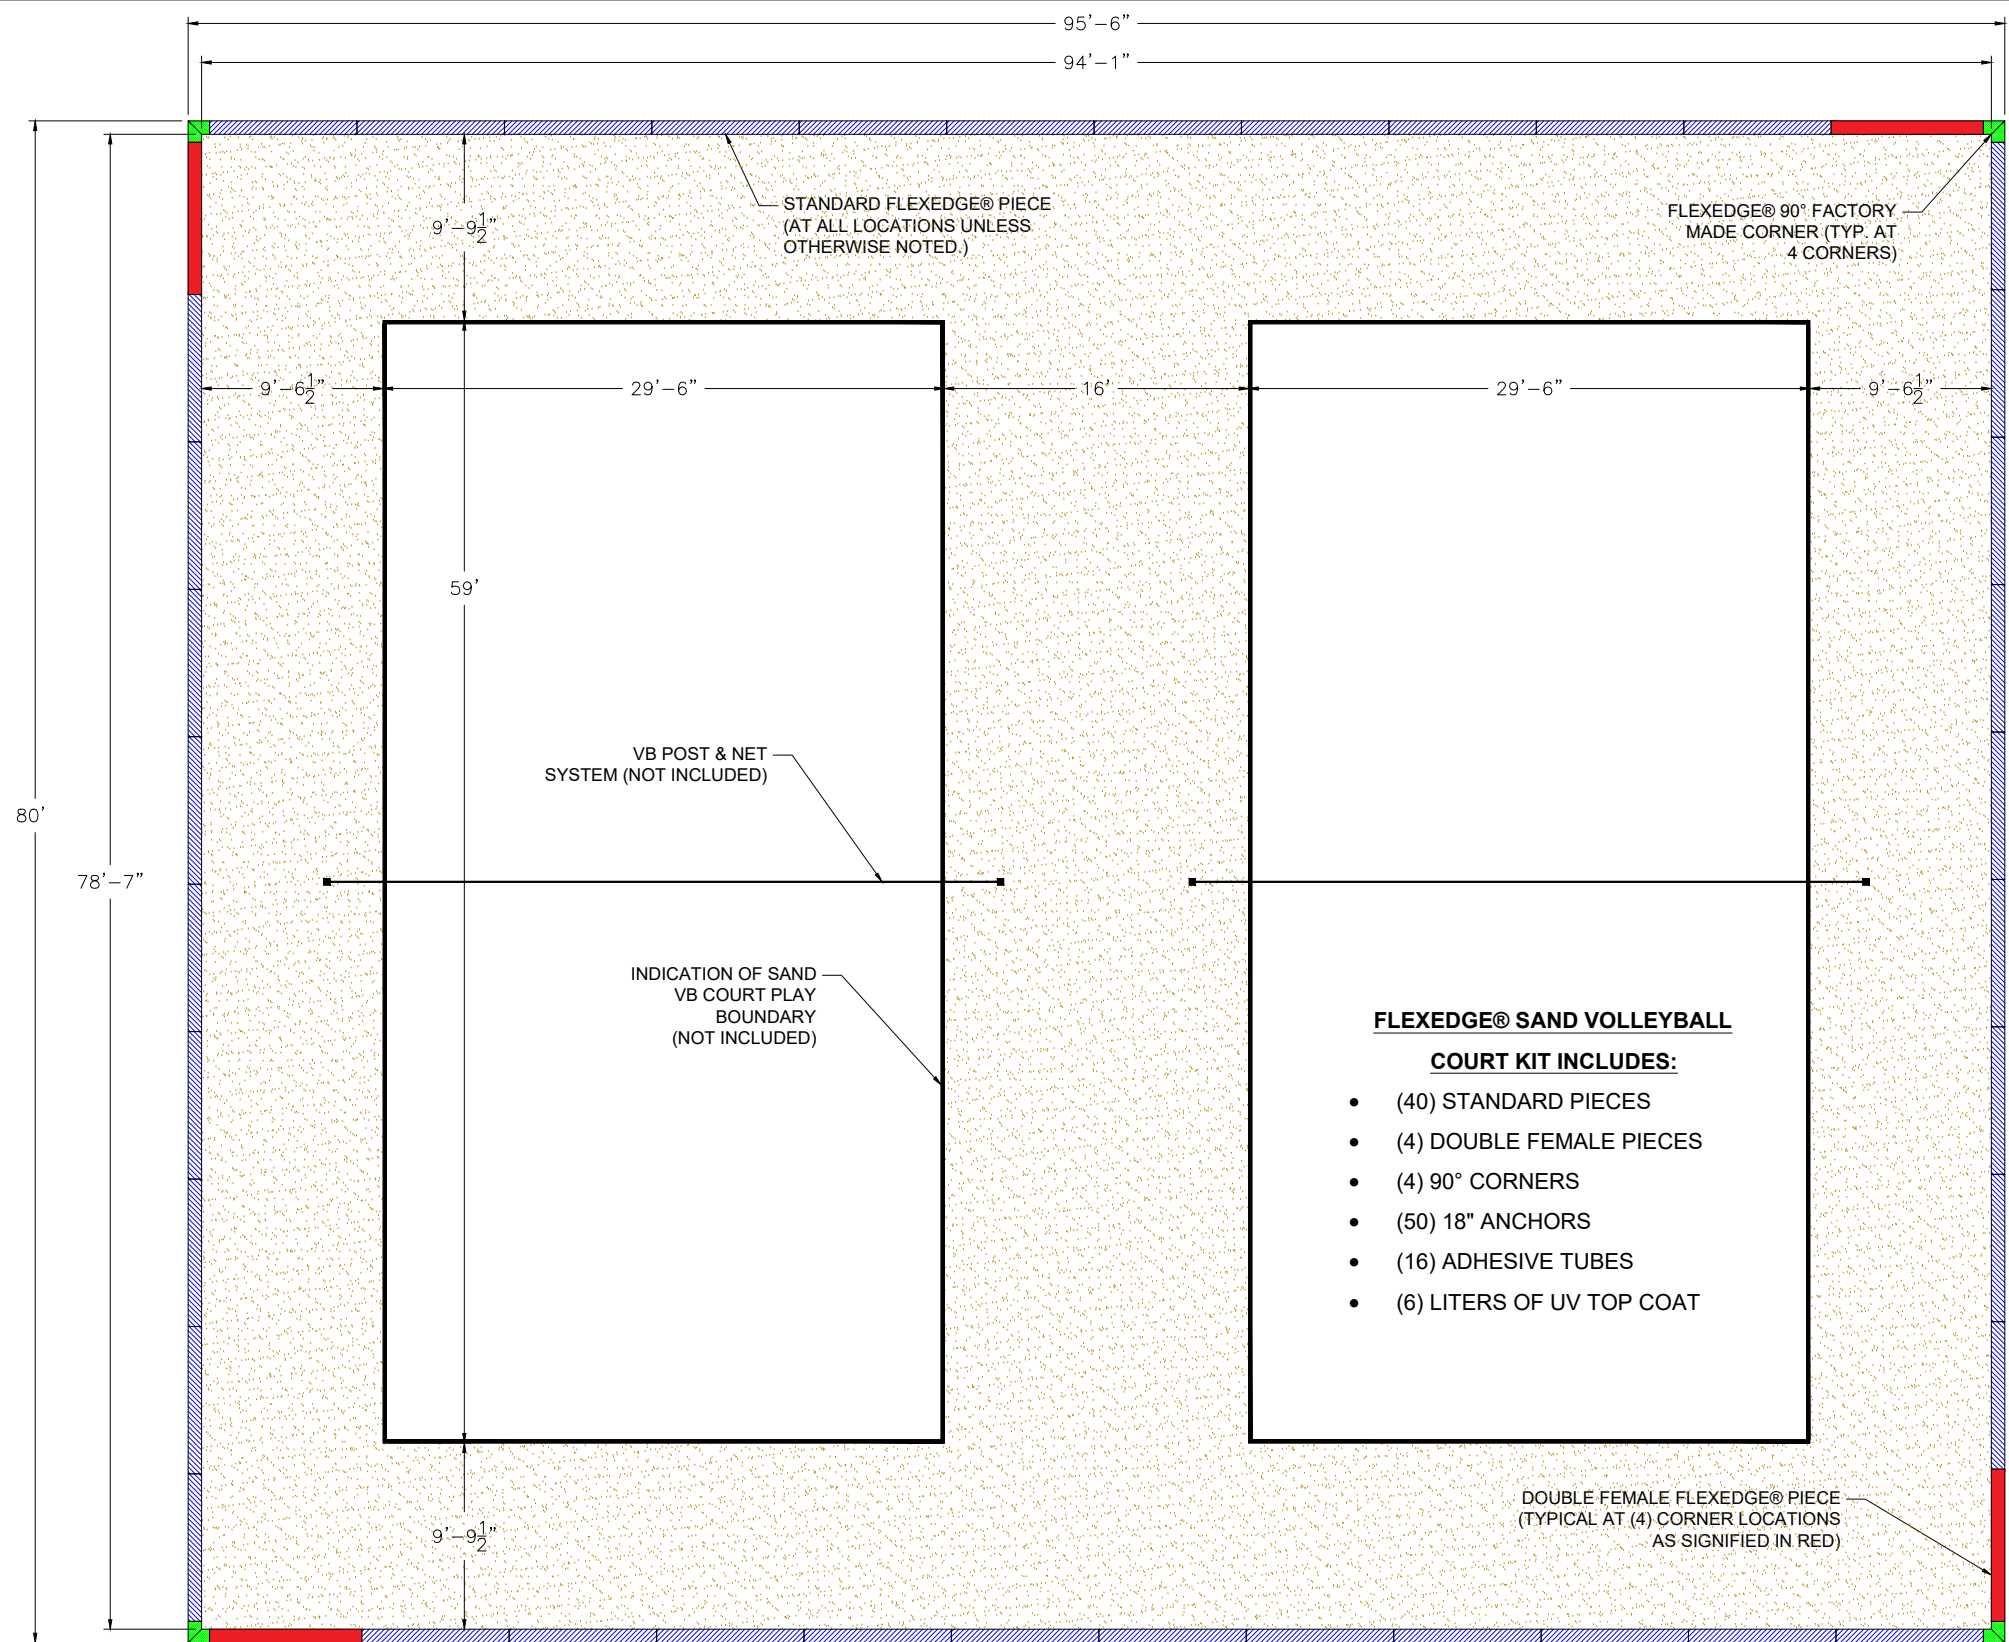 95'-6"
94'-1"
STANDARD FLEXEDGE® PIECE
(AT ALL LOCATIONS UNLESS
OTHERWISE NOTED.)
FLEXEDGE® 90° FACTORY
MADE CORNER (TYP. AT
4 CORNERS)
9'-9½"
9'-6½"
29'-6"
16'
29'-6"
9'-6½"
59'
VB POST & NET
SYSTEM (NOT INCLUDED)
80'
78'-7"
INDICATION OF SAND
VB COURT PLAY
BOUNDARY
(NOT INCLUDED)
FLEXEDGE® SAND VOLLEYBALL
COURT KIT INCLUDES:
• (40) STANDARD PIECES
• (4) DOUBLE FEMALE PIECES
• (4) 90° CORNERS
• (50) 18" ANCHORS
• (16) ADHESIVE TUBES
• (6) LITERS OF UV TOP COAT
9'-9½"
DOUBLE FEMALE FLEXEDGE® PIECE
(TYPICAL AT (4) CORNER LOCATIONS
AS SIGNIFIED IN RED)